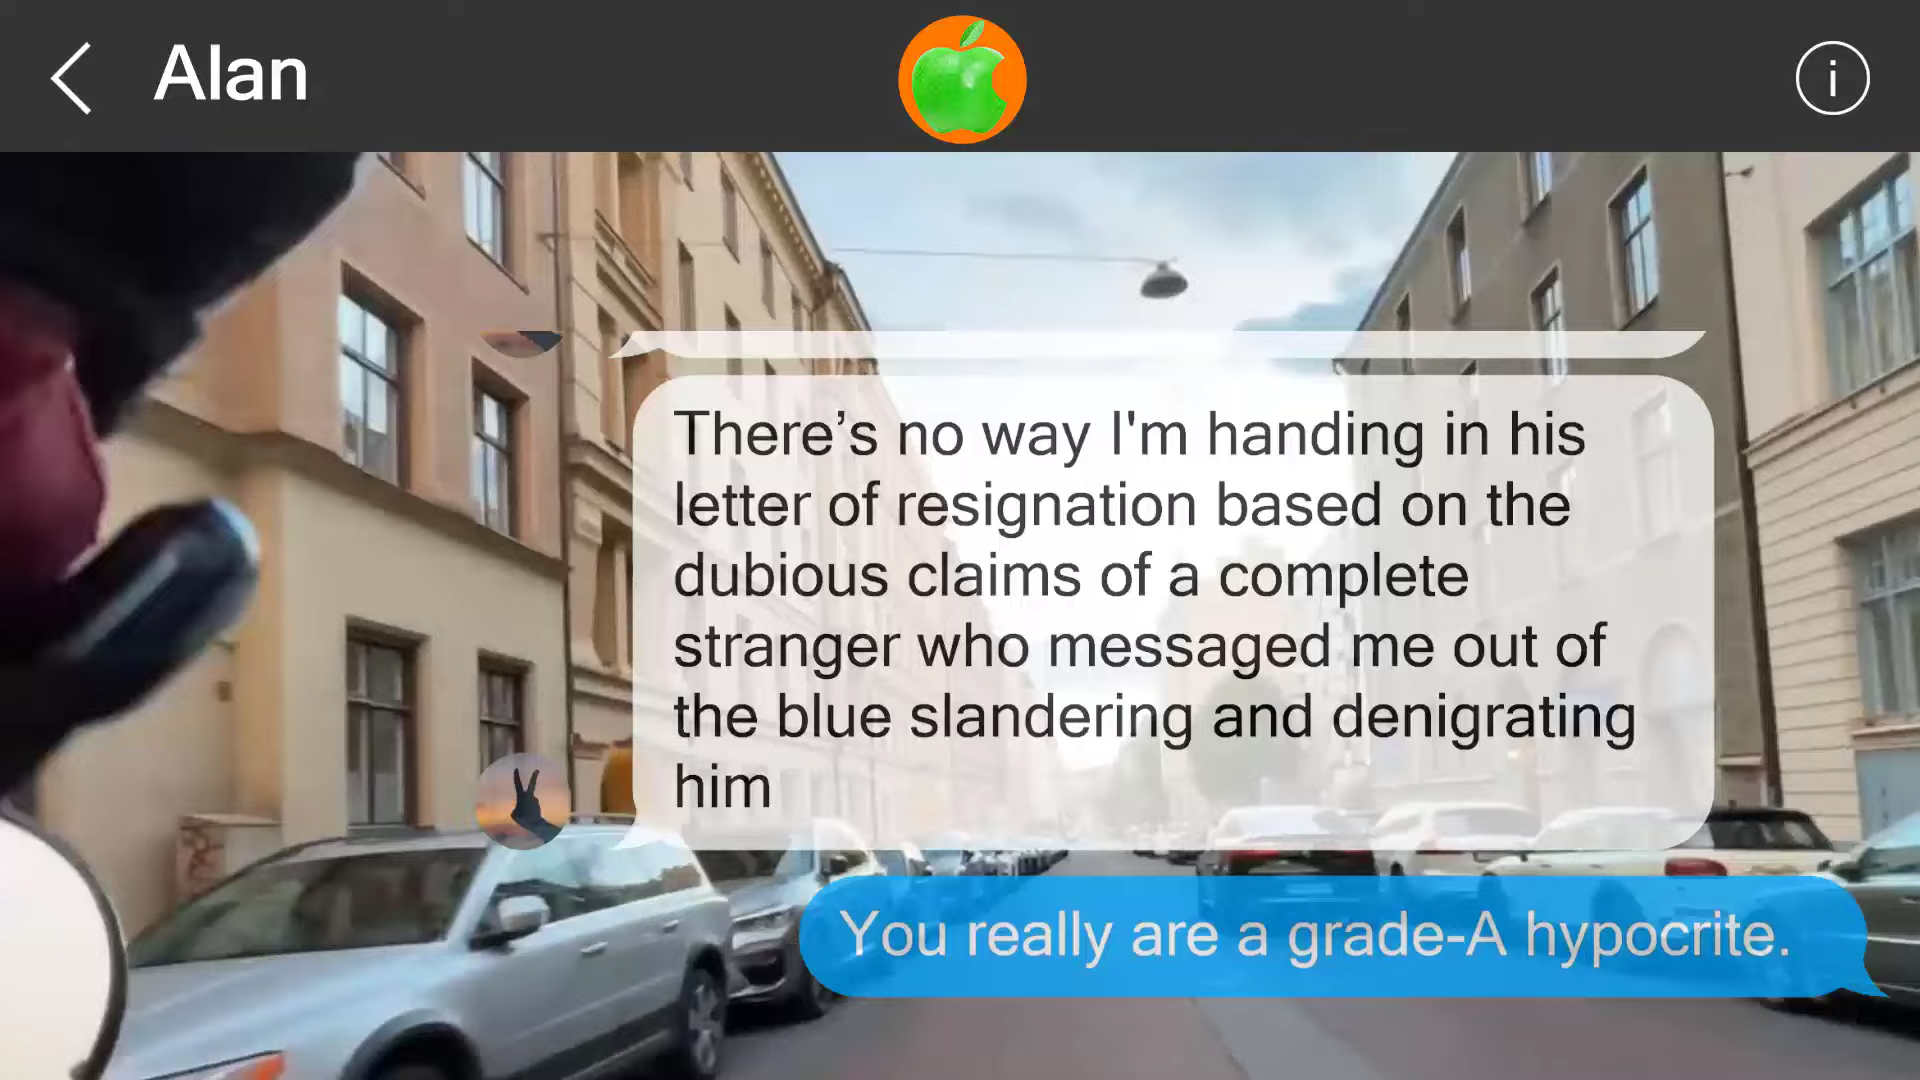 Alan
i
There’s no way I'm handing in his
letter of resignation based on the
dubious claims of a complete
stranger who messaged me out of
the blue slandering and denigrating
him
You really are a grade-A hypocrite.